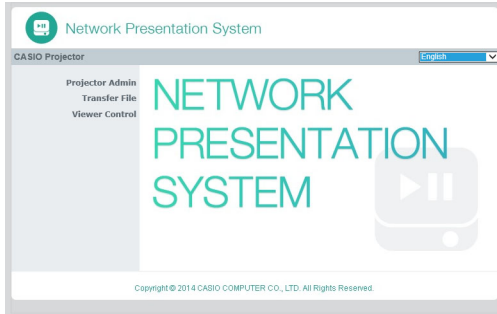 Network Presentation System
CASIO Projector
English
Projector Admin
Transfer File
Viewer Control
NETWORK
PRESENTATION
SYSTEM
Copyright © 2014 CASIO COMPUTER CO., LTD. All Rights Reserved.